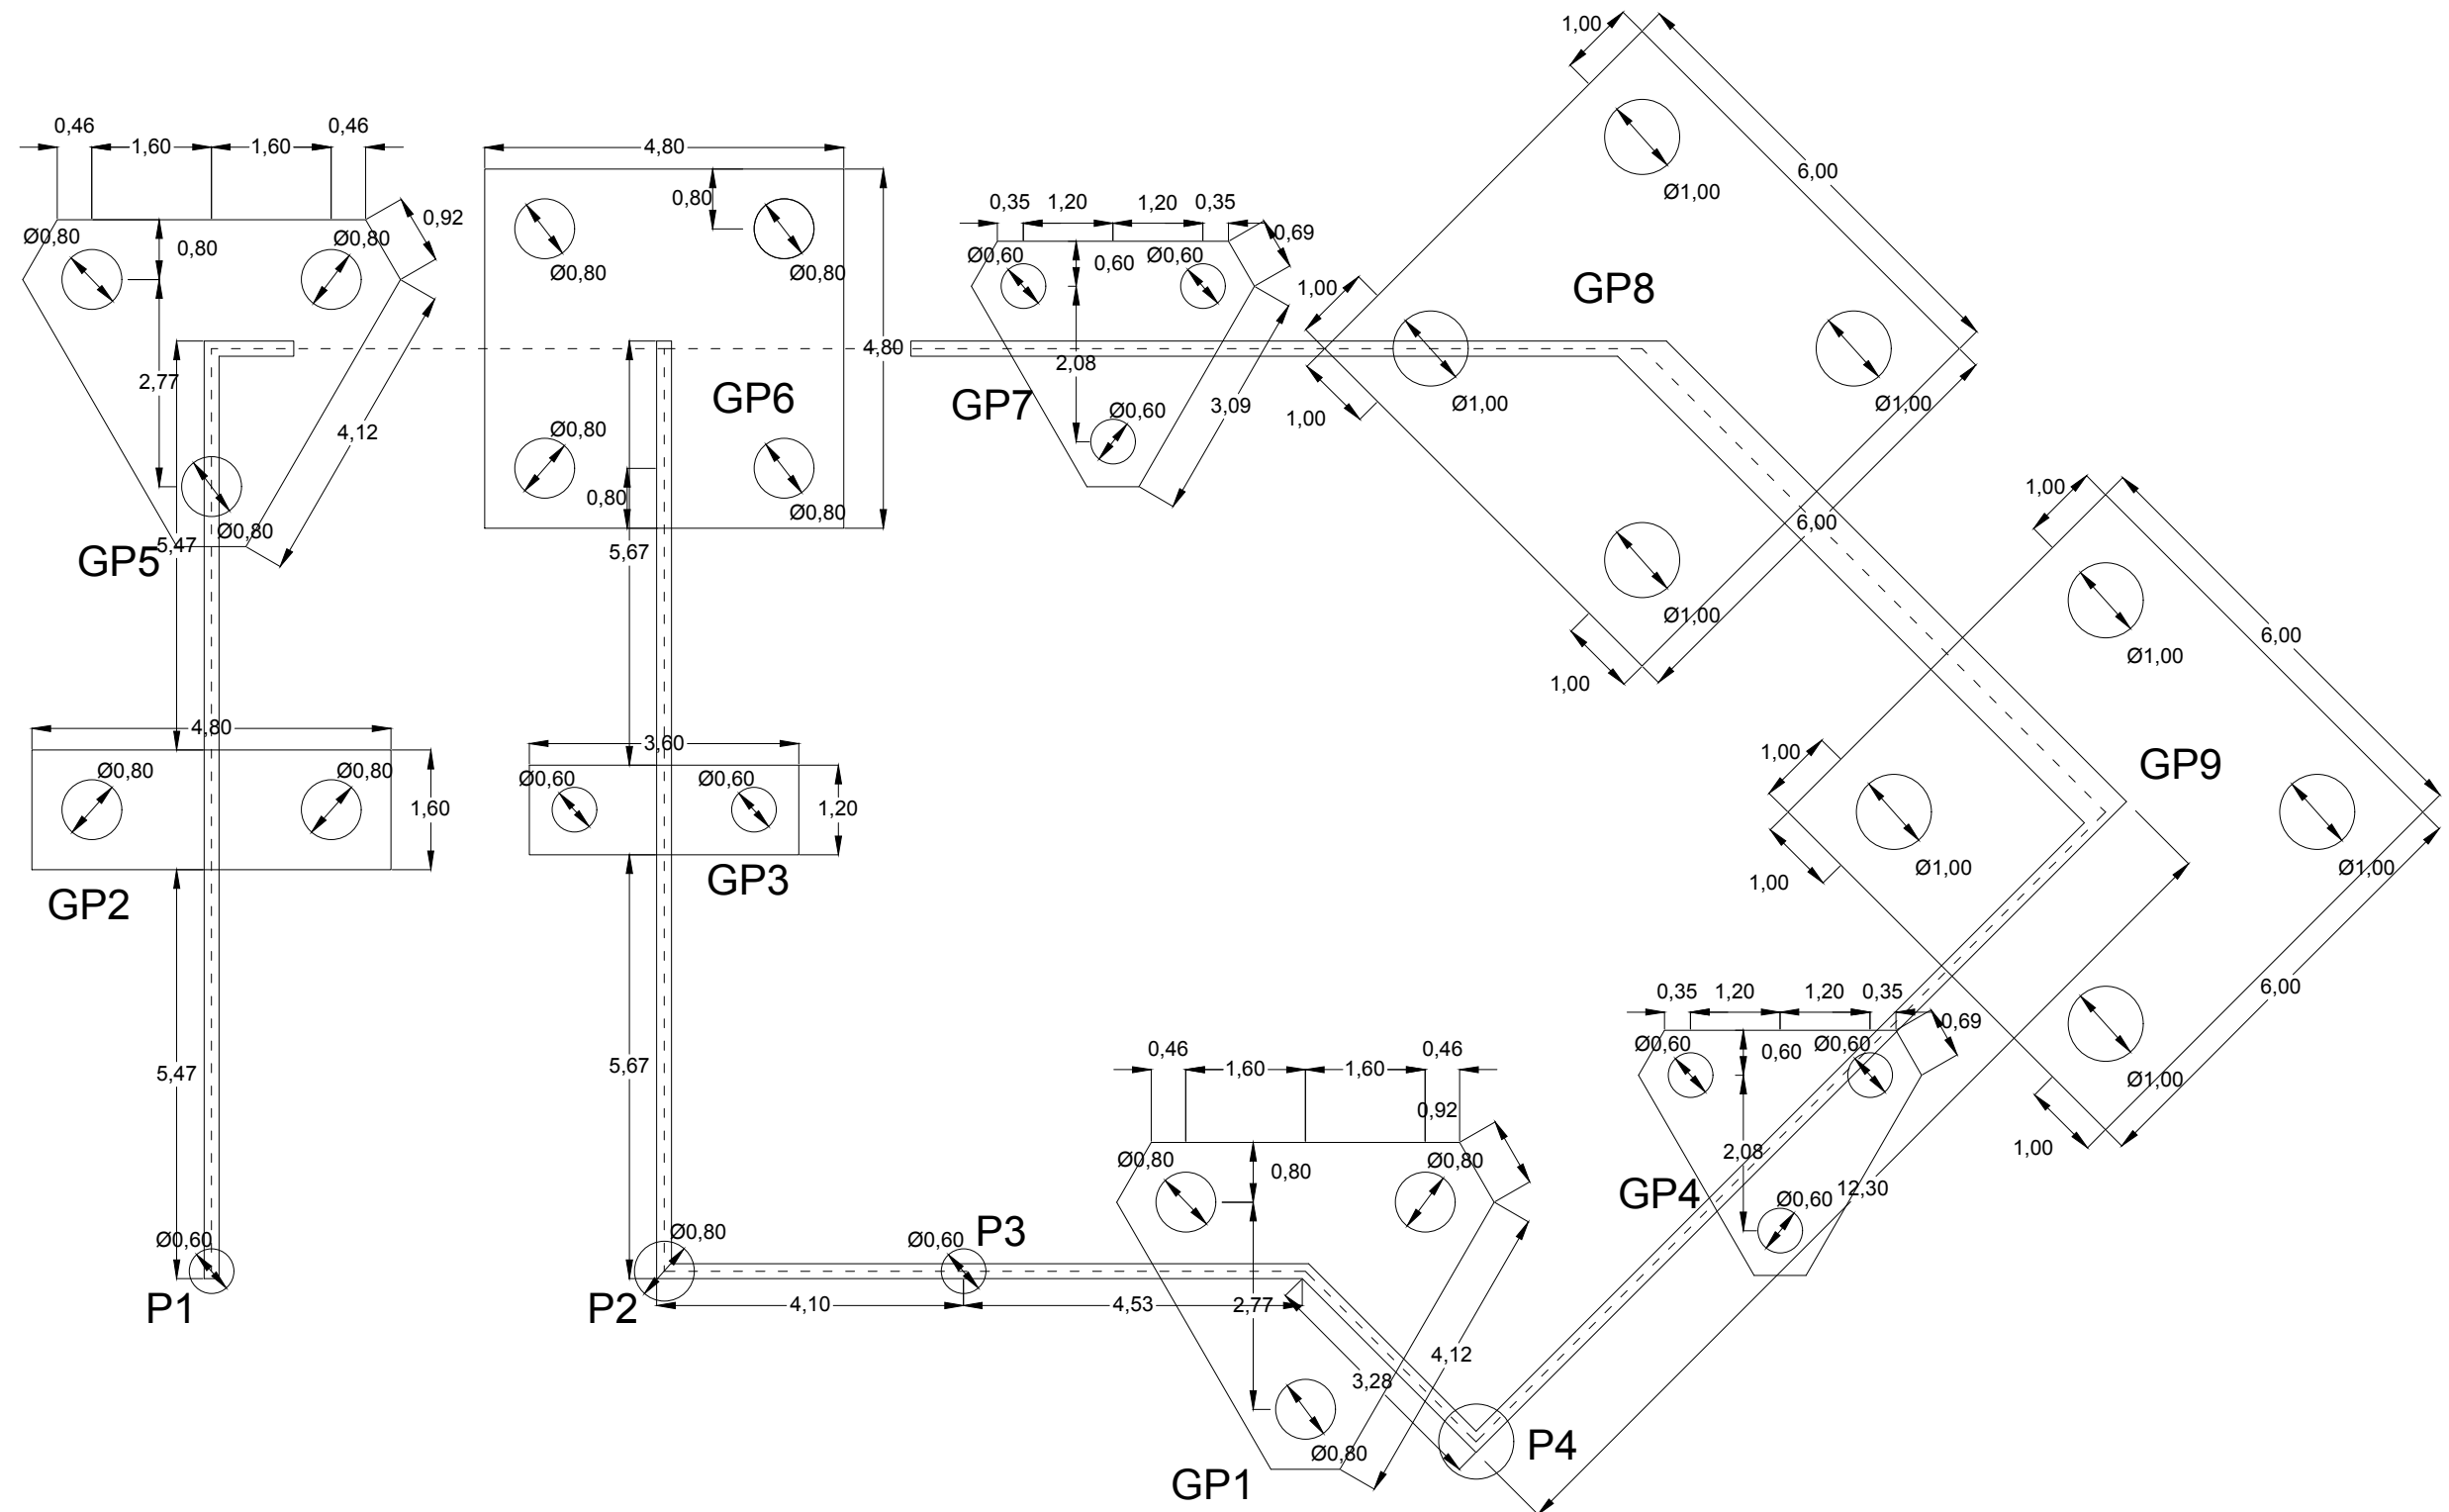 1,00
0,46
1,60
1,60
0,46
4,80
6,00
0,80
Ø1,00
0,92
0,35
1,20
1,20
0,35
Ø0,80
Ø0,80
0,80
0,69
Ø0,60
0,60
Ø0,60
Ø0,80
Ø0,80
1,00
GP8
4,80
2,77
2,08
GP6
GP7
3,09
Ø0,60
Ø1,00
Ø1,00
1,00
4,12
Ø0,80
1,00
0,80
Ø0,80
6,00
Ø0,80
5,47
GP5
5,67
Ø1,00
6,00
Ø1,00
1,00
4,80
3,60
1,00
GP9
Ø0,80
Ø0,80
Ø0,60
Ø0,60
1,60
1,20
Ø1,00
Ø1,00
GP3
1,00
GP2
0,35
1,20
1,20
0,35
6,00
0,69
Ø0,60
0,60
Ø0,60
0,46
0,46
5,47
5,67
1,60
1,60
Ø1,00
0,92
1,00
2,08
Ø0,80
0,80
Ø0,80
GP4
12,30
Ø0,60
Ø0,60
Ø0,80
Ø0,60
P3
P1
P2
4,10
4,53
2,77
4,12
3,28
Ø0,80
P4
GP1